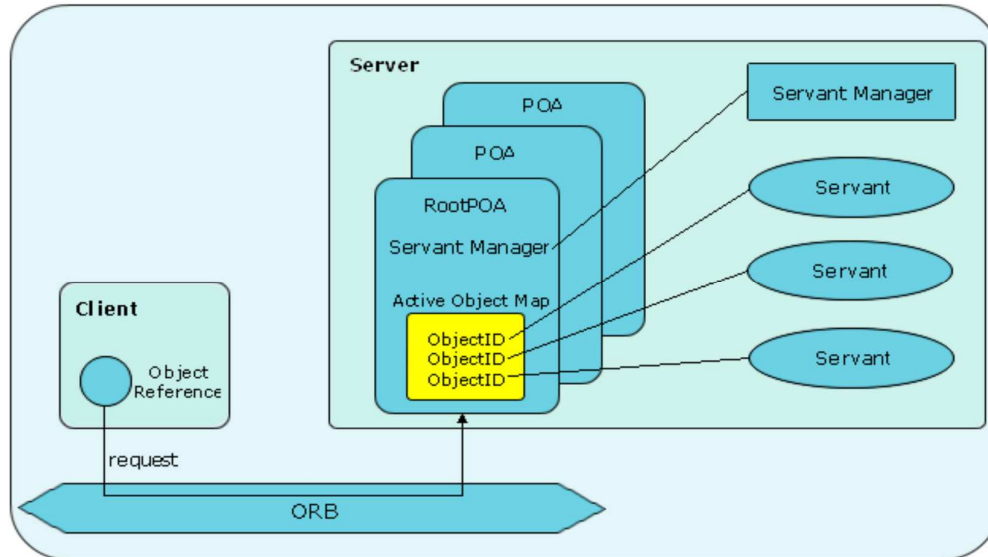 Server
POA
POA
RootPOA
Servant Manager
Active Object Map
ObjectID
ObjectID
ObjectID
Servant Manager
Servant
Servant
Servant
Client
Object
Reference
request
ORB